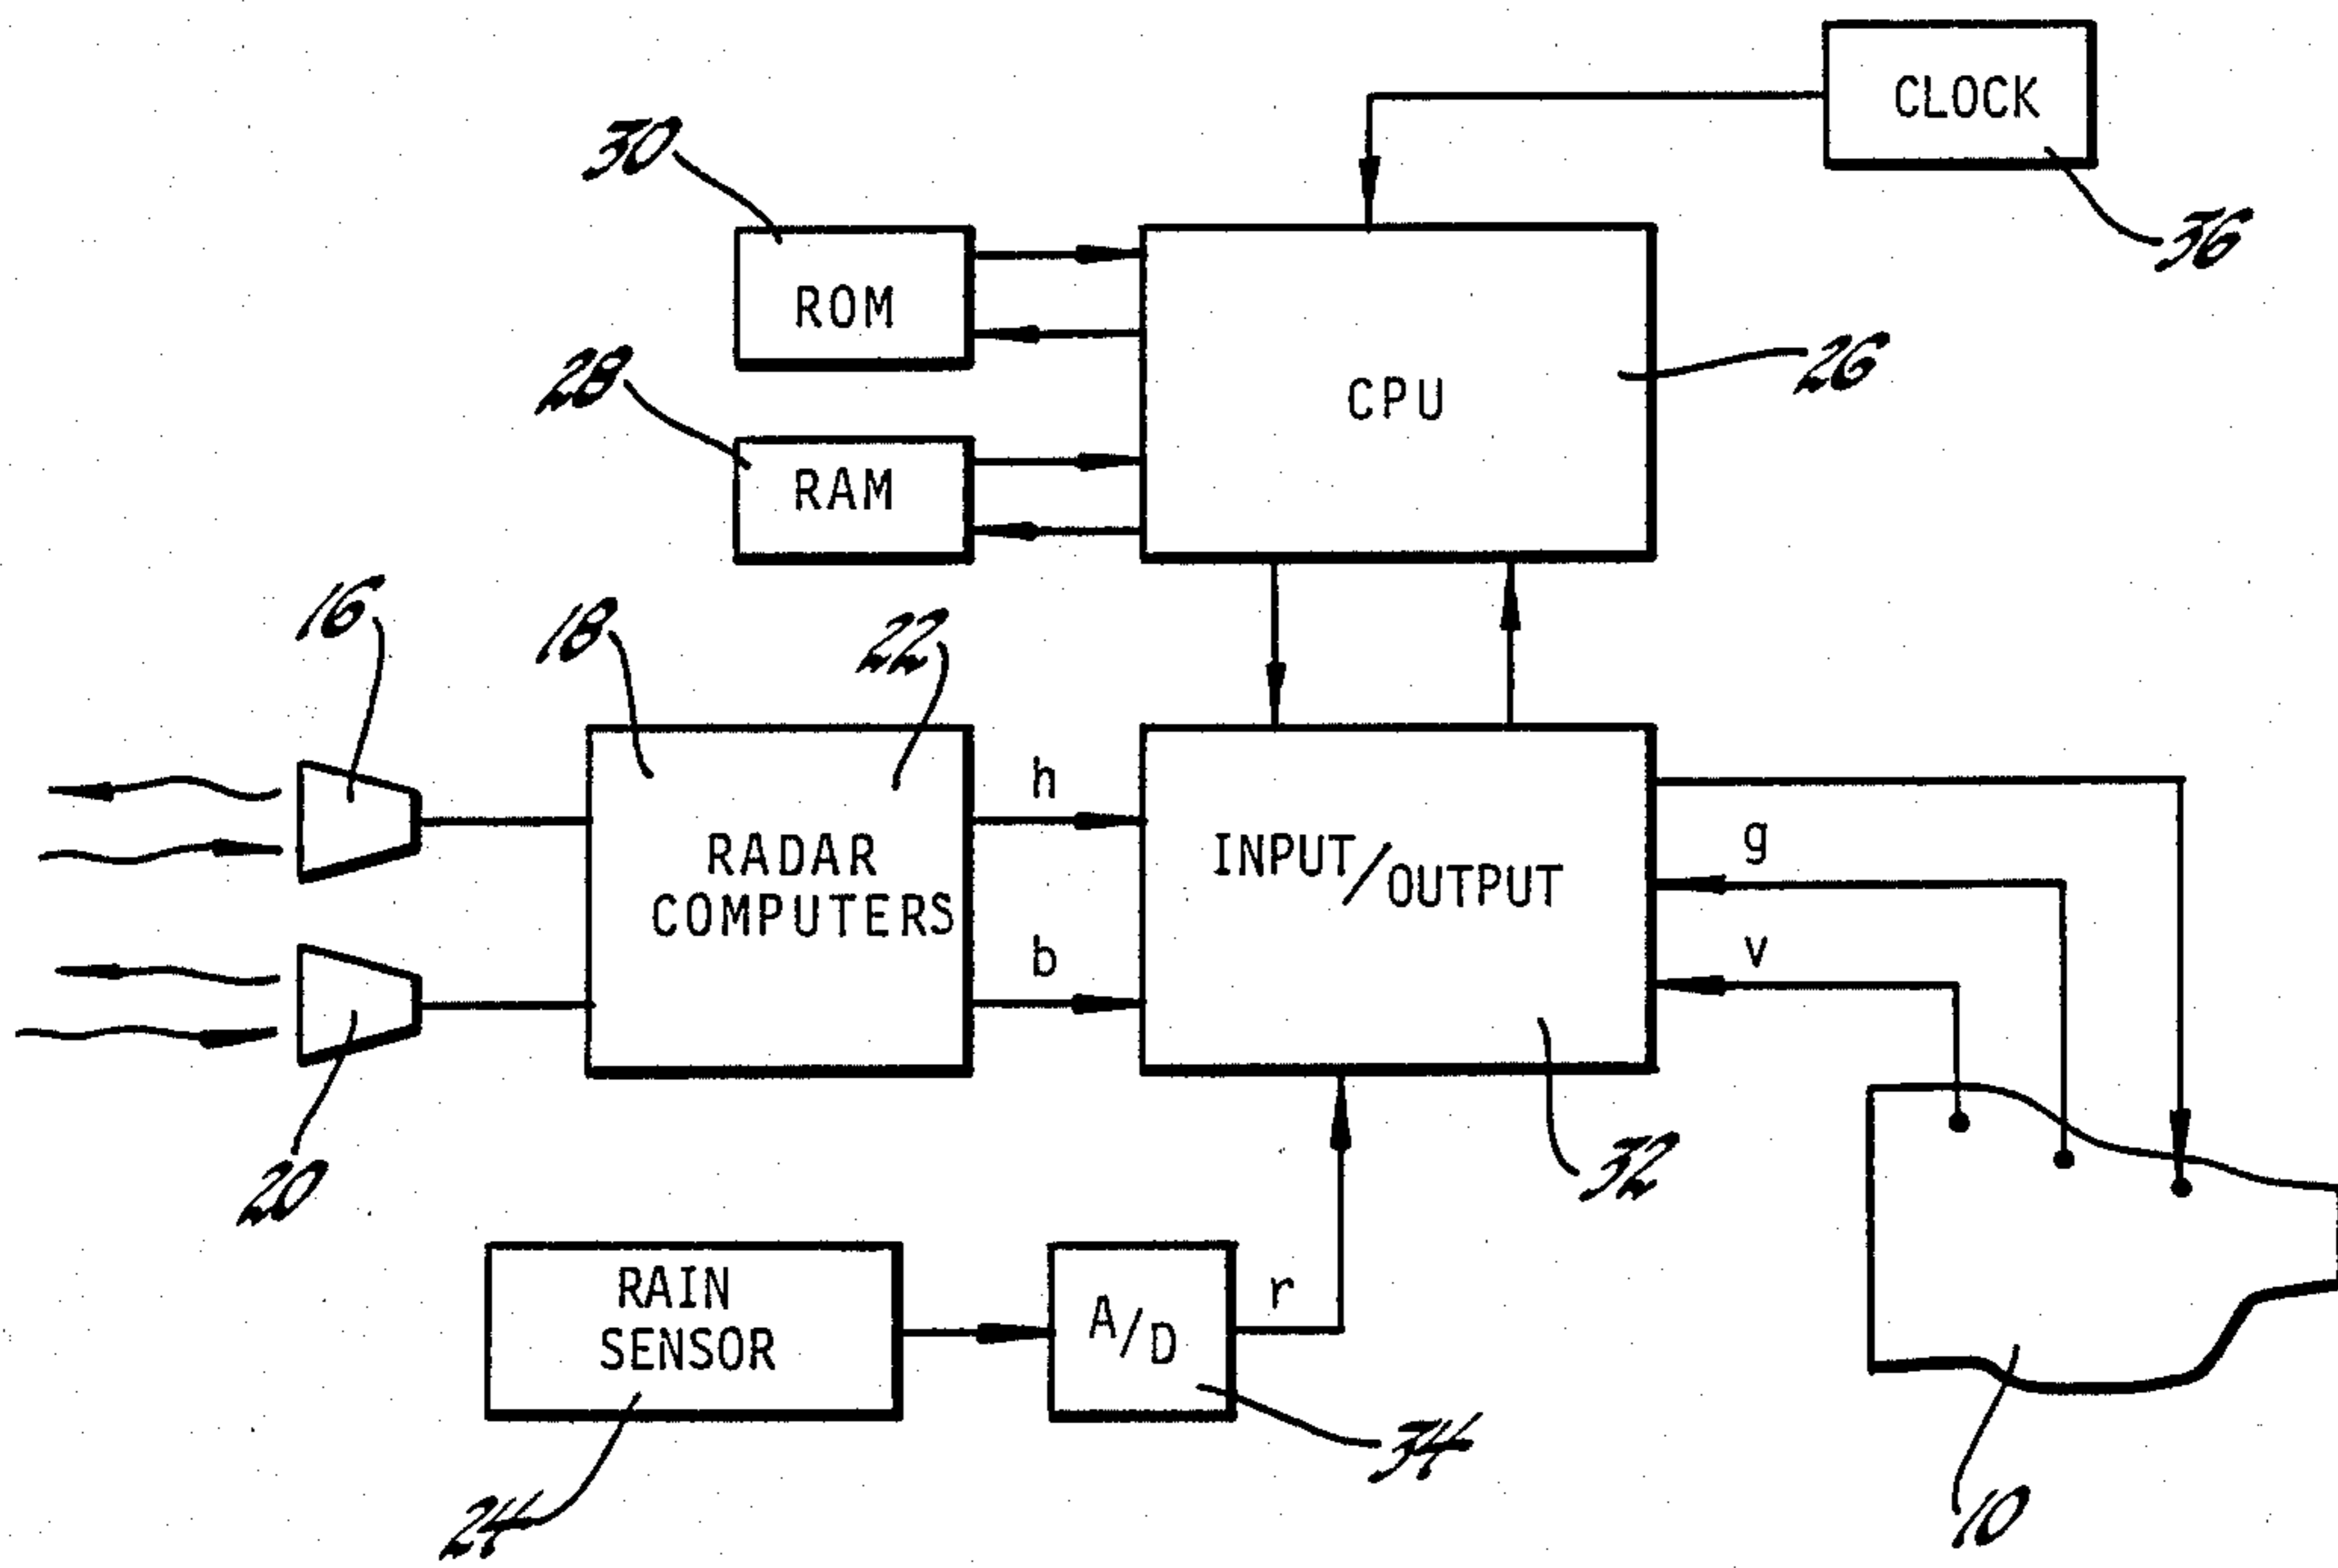 CLOCK
30
36
ROM
26
28
CPU
RAM
16
18
22
h
g
RADAR
COMPUTERS
INPUT/OUTPUT
b
v
20
32
RAIN
SENSOR
A/D
r
34
24
10